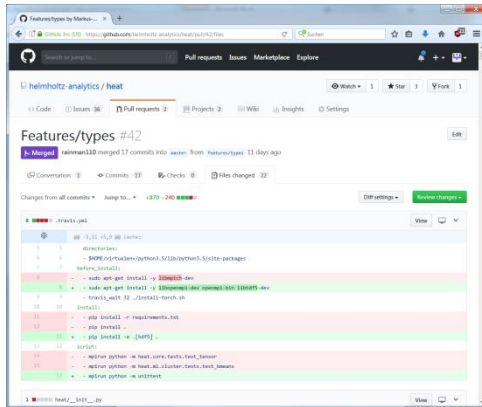 Features/types by Markus-...
GitHub, Inc. (US) https://github.com/helmholtz-analytics/heat/pull/42/files
Suchen
Search or jump to...
Pull requests Issues Marketplace Explore
helmholtz-analytics / heat
Watch 1 Star 3 Fork 1
Code Issues 36 Pull requests 2 Projects 2 Wiki Insights Settings
Features/types #42
Edit
Merged rainman110 merged 17 commits into master from features/types 11 days ago
Conversation 1 Commits 17 Checks 0 Files changed 22
Changes from all commits Jump to... +870 −240
Diff settings Review changes
8 .travis.yml View
cache:
directories:
- $HOME/virtualenv/python3.5/lib/python3.5/site-packages
before_install:
- - sudo apt-get install -y libmpich-dev
+ - sudo apt-get install -y libopenmpi-dev openmpi-bin libhdf5-dev
- travis_wait 32 ./install-torch.sh
install:
- - pip install -r requirements.txt
- - pip install .
+ - pip install -e .[hdf5] .
script:
- - mpirun python -m heat.core.tests.test_tensor
- - mpirun python -m heat.ml.cluster.tests.test_kmeans
+ - mpirun python -m unittest
1 heat/__init__.py View